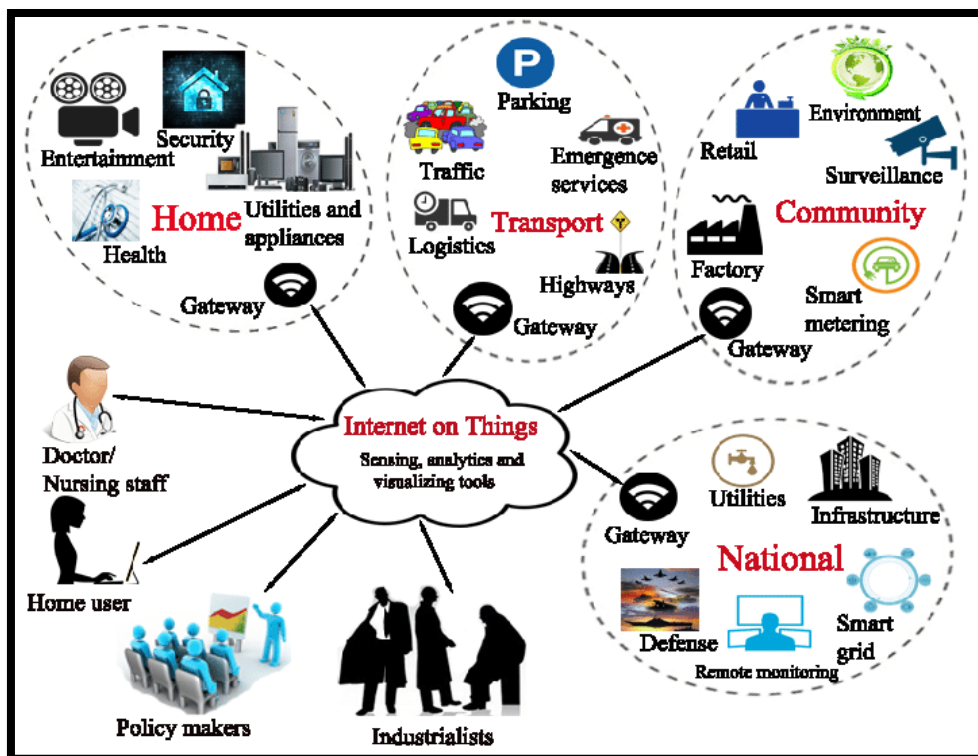 Entertainment
Security
Health
Home
Utilities and
appliances
Gateway
P
Parking
Traffic
Emergence
services
Logistics
Transport
Highways
Gateway
Environment
Retail
Surveillance
Community
Factory
Smart
metering
Gateway
Doctor/
Nursing staff
Internet on Things
Sensing, analytics and
visualizing tools
Home user
Policy makers
Industrialists
Gateway
Utilities
Infrastructure
National
Defense
Remote monitoring
Smart
grid